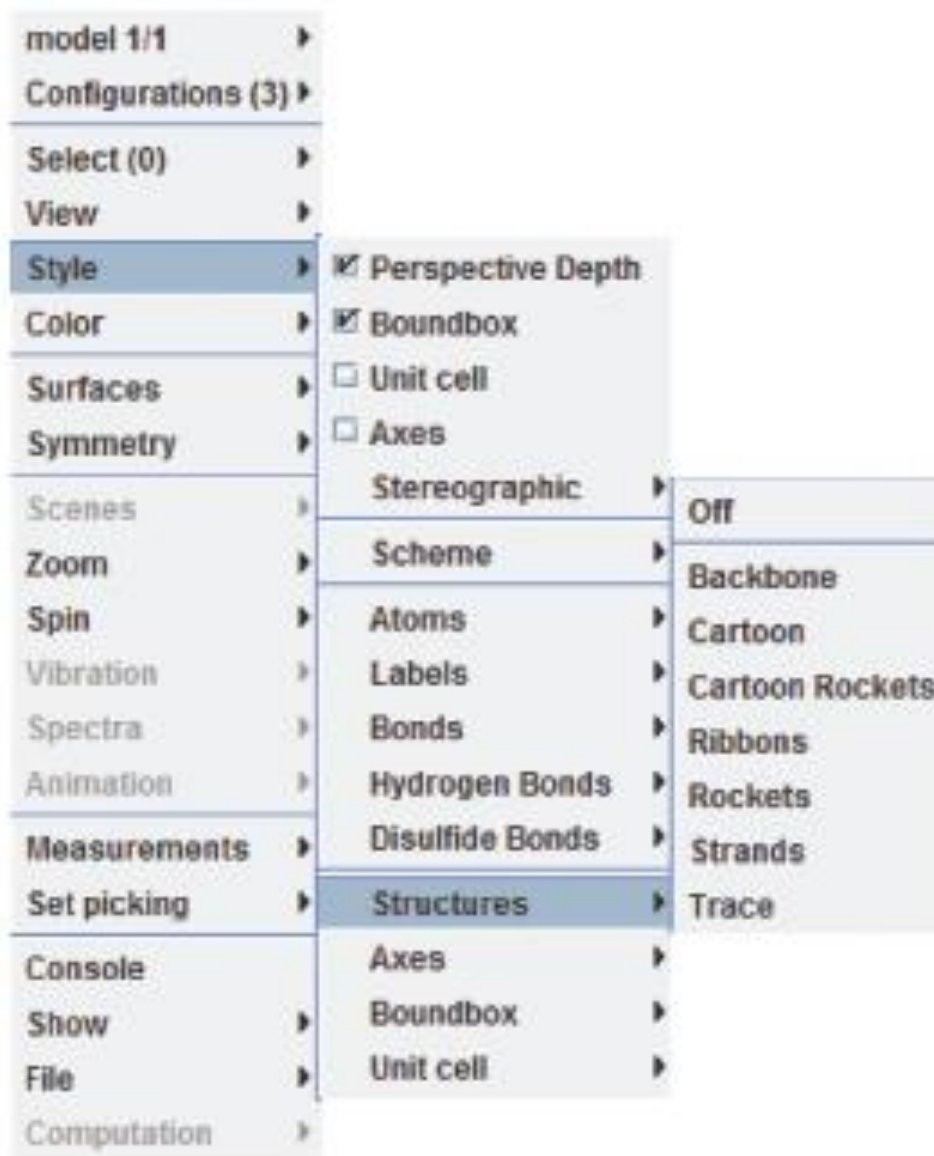 model 1/1
Configurations (3)
Select (0)
View
Style
Color
Surfaces
Symmetry
Scenes
Zoom
Spin
Vibration
Spectra
Animation
Measurements
Set picking
Console
Show
File
Computation
Perspective Depth
Boundbox
Unit cell
Axes
Stereographic
Scheme
Atoms
Labels
Bonds
Hydrogen Bonds
Disulfide Bonds
Structures
Axes
Boundbox
Unit cell
Off
Backbone
Cartoon
Cartoon Rockets
Ribbons
Rockets
Strands
Trace